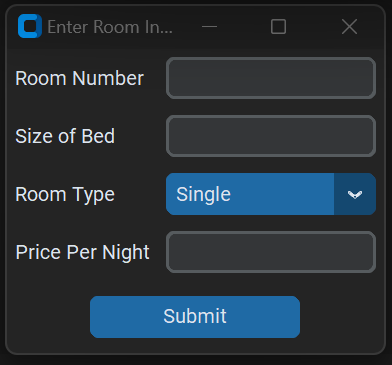 Enter Room In...
Room Number
Size of Bed
Room Type Single
Price Per Night
Submit